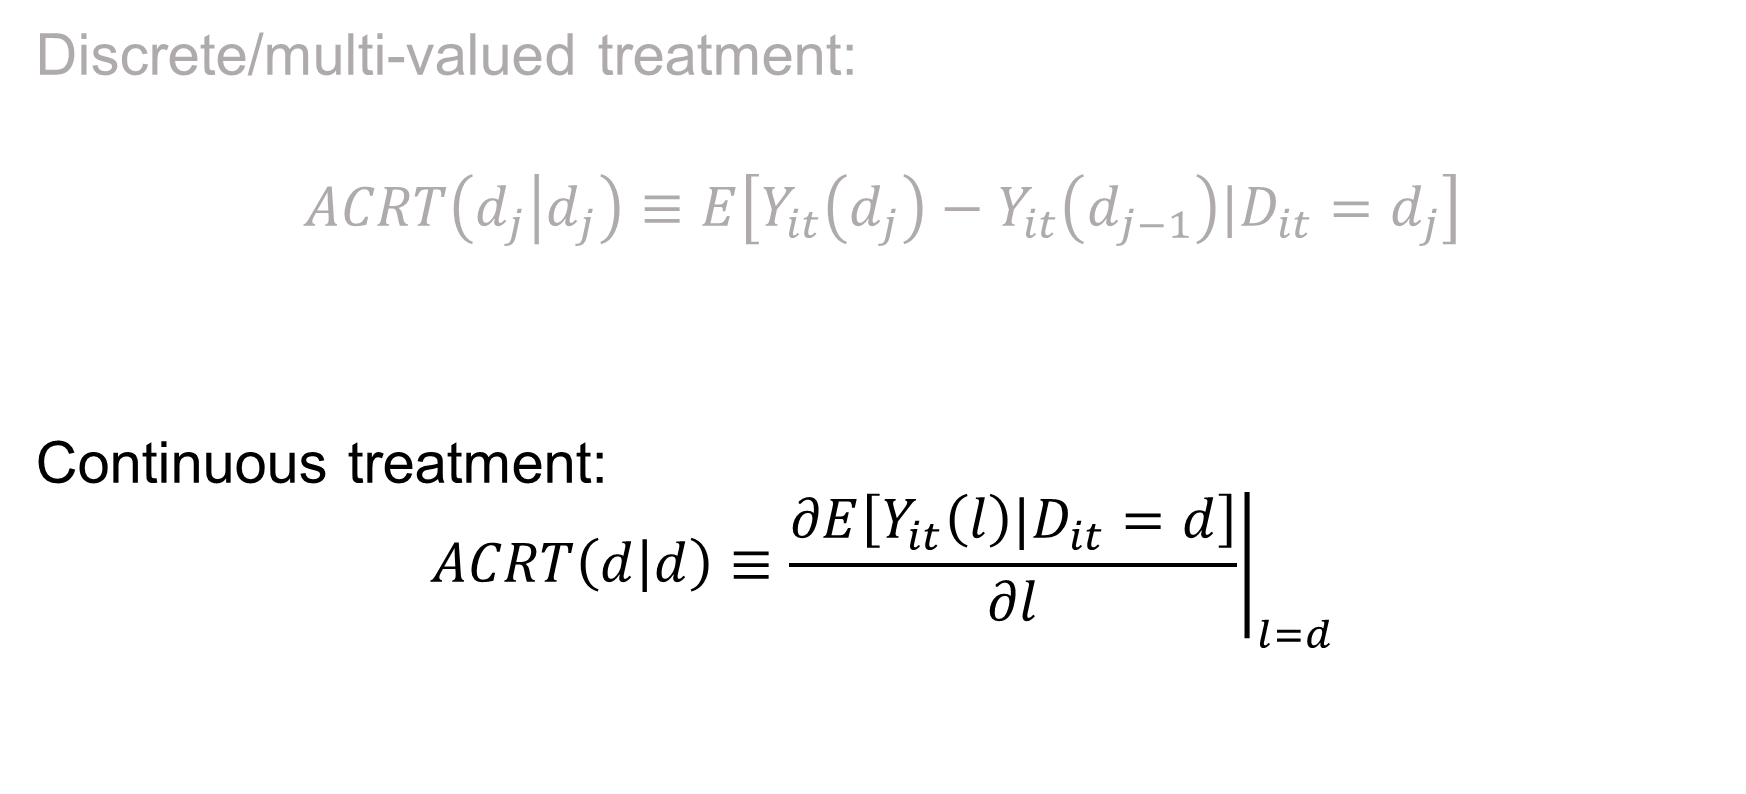 Discrete/multi-valued treatment:
ACRT(d_j|d_j) ≡ E[Y_it(d_j) − Y_it(d_{j−1})|D_it = d_j]
Continuous treatment:
ACRT(d|d) ≡ ∂E[Y_it(l)|D_it = d] / ∂l |_{l=d}